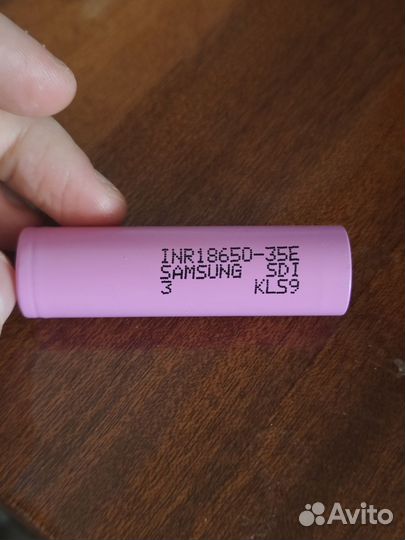 INR18650-35E
SAMSUNG SDI
3 KLS9
Avito